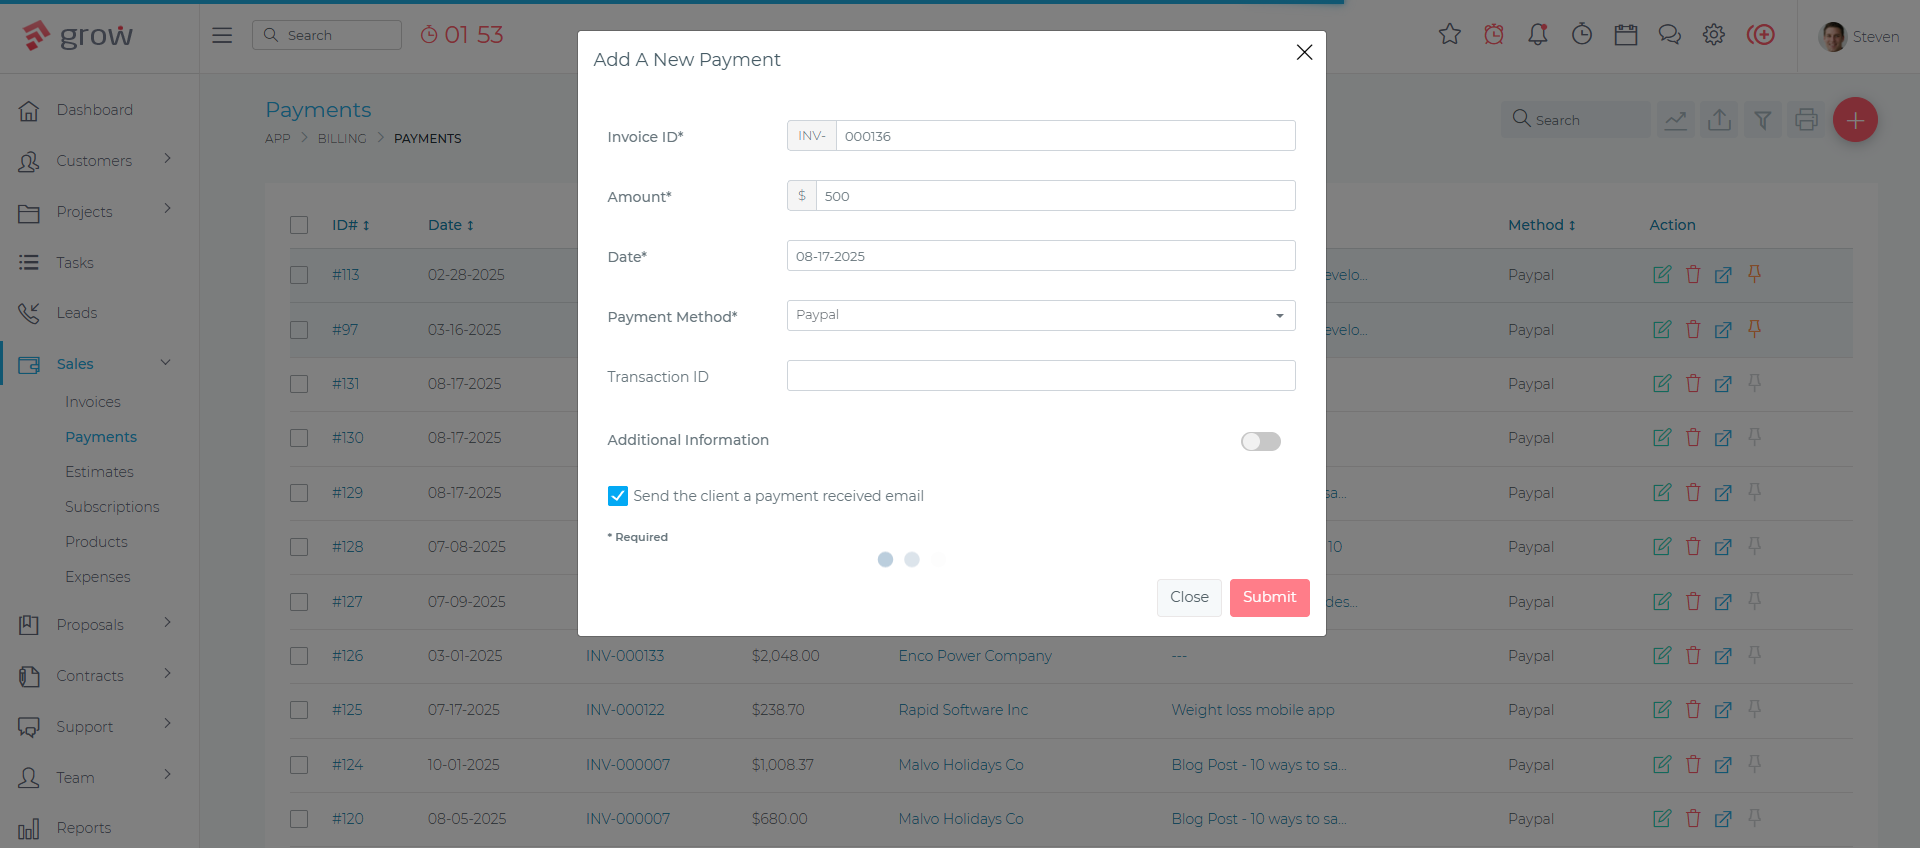 grow
Search
01 53
Steven
Dashboard
Customers
Projects
Tasks
Leads
Sales
Invoices
Payments
Estimates
Subscriptions
Products
Expenses
Proposals
Contracts
Support
Team
Reports
Payments
APP > BILLING > PAYMENTS
Search
Add A New Payment
Invoice ID*
INV- 000136
Amount*
$ 500
Date*
08-17-2025
Payment Method*
Paypal
Transaction ID
Additional Information
Send the client a payment received email
* Required
Close
Submit
ID# Date Method Action
#113 02-28-2025 evelo... Paypal
#97 03-16-2025 evelo... Paypal
#131 08-17-2025 Paypal
#130 08-17-2025 Paypal
#129 08-17-2025 sa... Paypal
#128 07-08-2025 10 Paypal
#127 07-09-2025 des... Paypal
#126 03-01-2025 INV-000133 $2,048.00 Enco Power Company --- Paypal
#125 07-17-2025 INV-000122 $238.70 Rapid Software Inc Weight loss mobile app Paypal
#124 10-01-2025 INV-000007 $1,008.37 Malvo Holidays Co Blog Post - 10 ways to sa... Paypal
#120 08-05-2025 INV-000007 $680.00 Malvo Holidays Co Blog Post - 10 ways to sa... Paypal